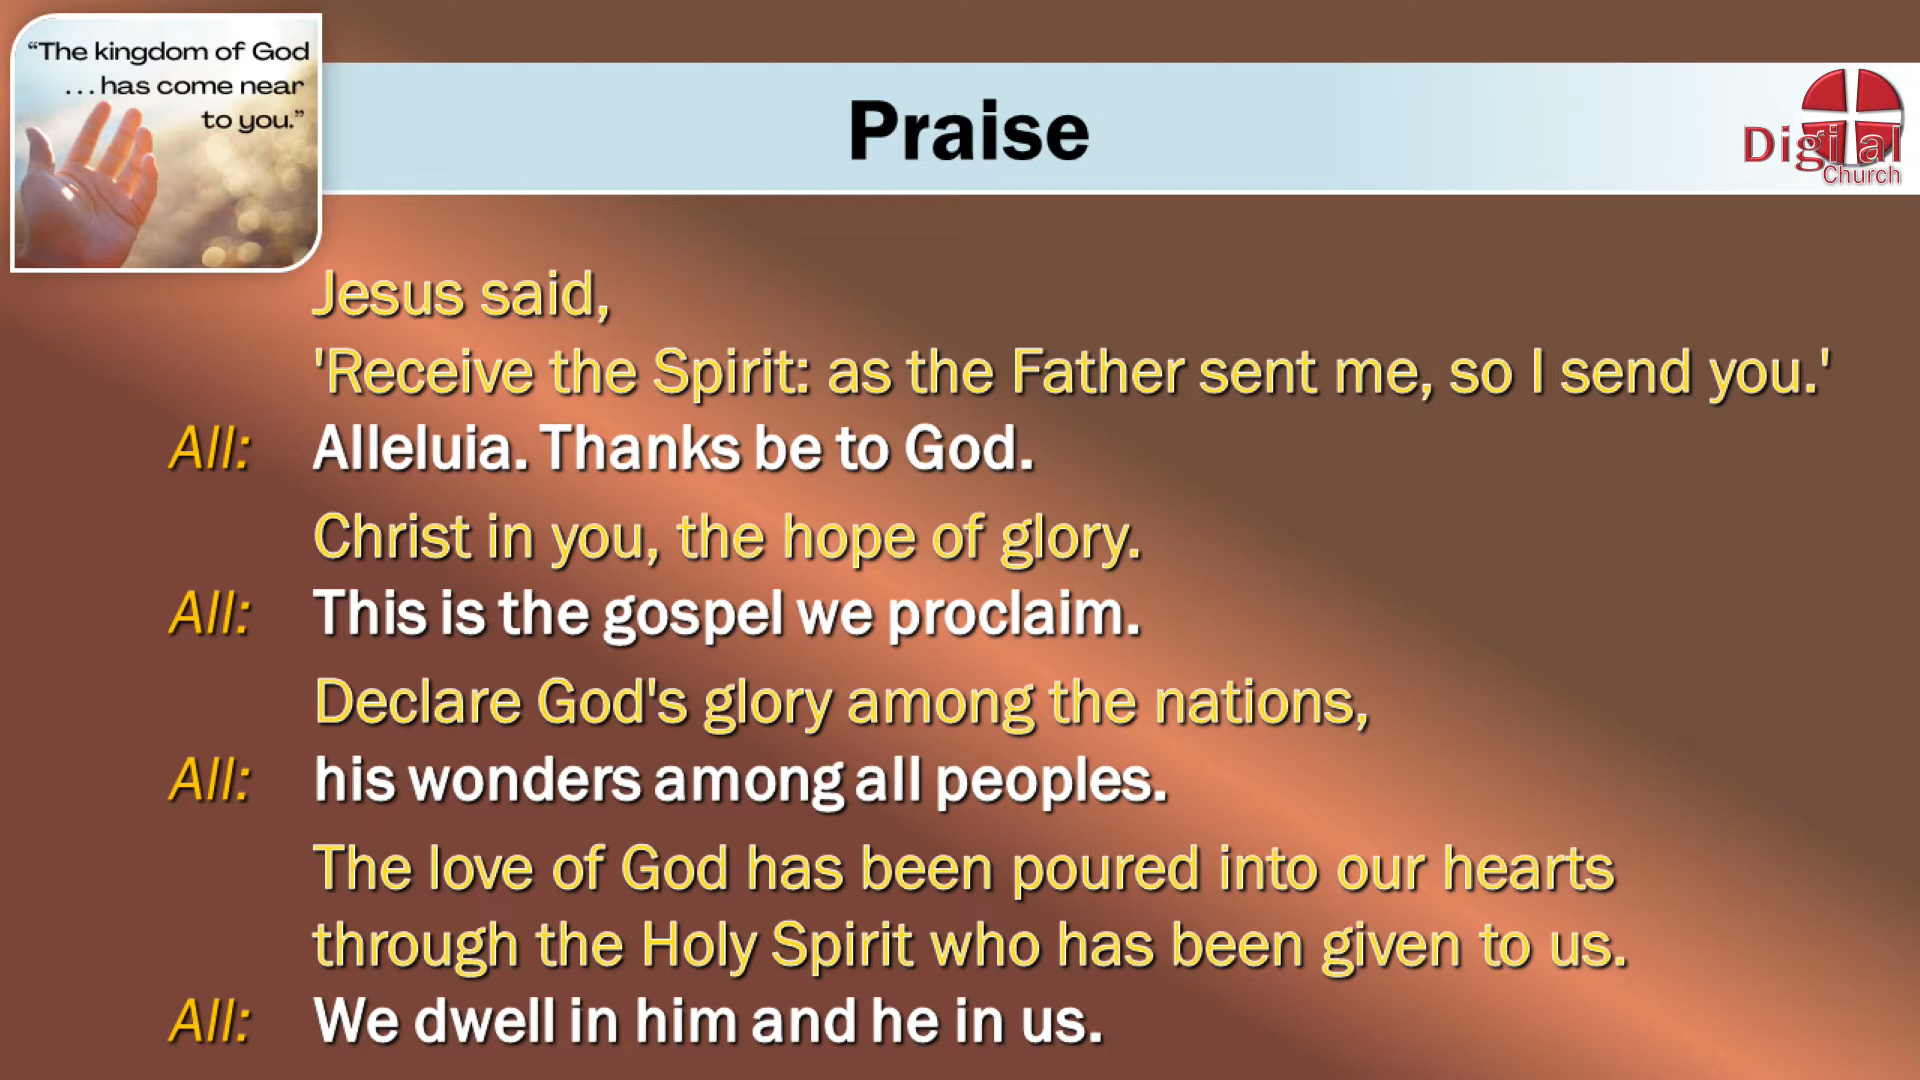 “The kingdom of God
...has come near
to you.”
Praise
Digital
Church
Jesus said,
'Receive the Spirit: as the Father sent me, so I send you.'
All: Alleluia. Thanks be to God.
Christ in you, the hope of glory.
All: This is the gospel we proclaim.
Declare God's glory among the nations,
All: his wonders among all peoples.
The love of God has been poured into our hearts
through the Holy Spirit who has been given to us.
All: We dwell in him and he in us.